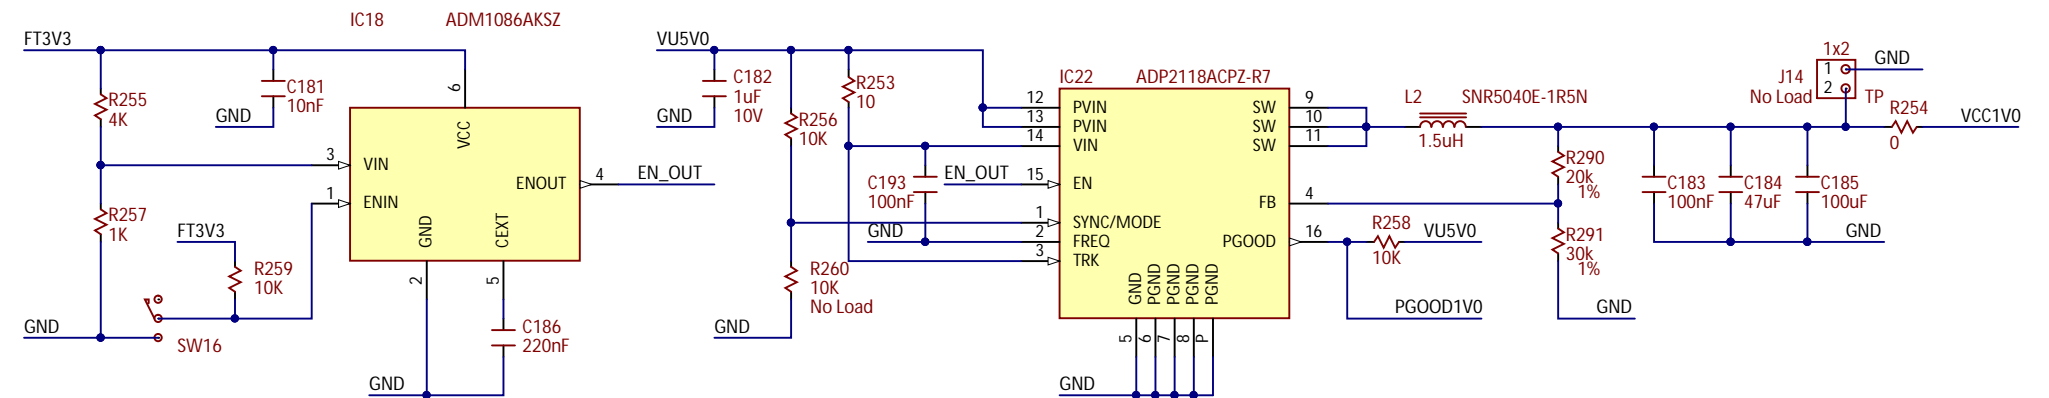 IC18 ADM1086AKSZ
FT3V3
R255
4K
C181
10nF
GND
6
VCC
3
VIN
1
ENIN
ENOUT
4
EN_OUT
GND
CEXT
2
5
R257
1K
FT3V3
R259
10K
GND
SW16
C186
220nF
GND
VU5V0
C182
1uF
10V
GND
R256
10K
R253
10
C193
100nF
GND
R260
10K
No Load
GND
EN_OUT
IC22 ADP2118ACPZ-R7
12
PVIN
13
PVIN
14
VIN
15
EN
1
SYNC/MODE
2
FREQ
3
TRK
SW
9
SW
10
SW
11
FB
4
PGOOD
16
GND
PGND
PGND
PGND
PGND
5
6
7
8
P
GND
L2 SNR5040E-1R5N
1.5uH
R258
10K
VU5V0
PGOOD1V0
R290
20k
1%
R291
30k
1%
GND
C183
100nF
C184
47uF
C185
100uF
GND
1x2
J14
1
2
No Load
TP
GND
R254
0
VCC1V0